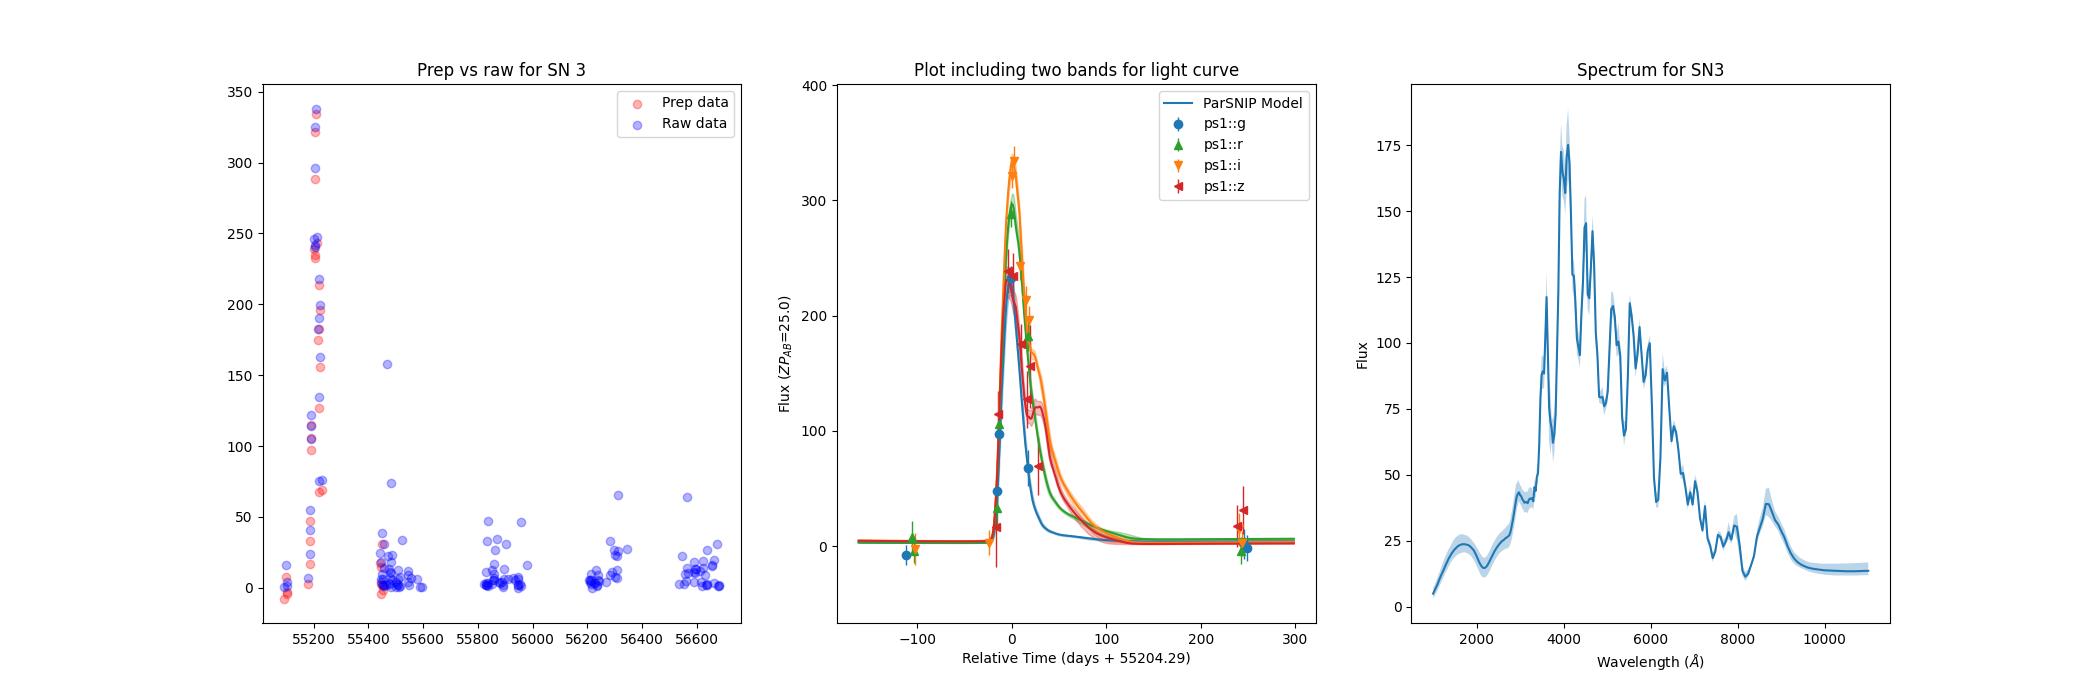 Prep vs raw for SN 3
350
300
250
200
150
100
50
0
55200
55400
55600
55800
56000
56200
56400
56600
Prep data
Raw data
Plot including two bands for light curve
Flux (ZP_AB=25.0)
400
300
200
100
0
−100
0
100
200
300
Relative Time (days + 55204.29)
ParSNIP Model
ps1::g
ps1::r
ps1::i
ps1::z
Spectrum for SN3
Flux
175
150
125
100
75
50
25
0
2000
4000
6000
8000
10000
Wavelength (Å)